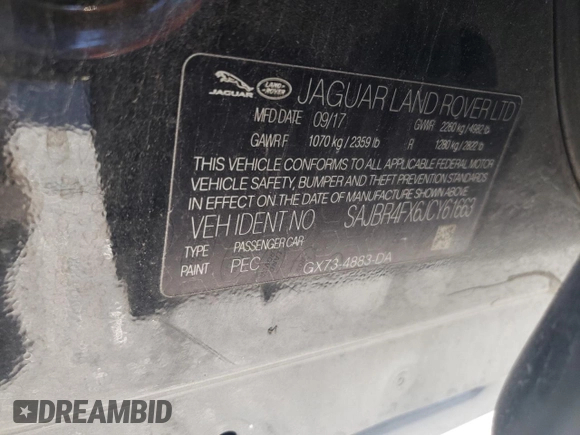 JAGUAR LAND ROVER JAGUAR LAND ROVER LTD
MFD DATE 09/17 GVWR 2260 kg / 4982 lb
GAWR F 1070 kg / 2359 lb R 1280 kg / 2822 lb
THIS VEHICLE CONFORMS TO ALL APPLICABLE FEDERAL MOTOR
VEHICLE SAFETY, BUMPER AND THEFT PREVENTION STANDARDS
IN EFFECT ON THE DATE OF MANUFACTURE SHOWN ABOVE
VEH IDENT. NO SAJBR4FX6JCY61663
TYPE PASSENGER CAR
PAINT PEC GX73-4883-DA
DREAMBID